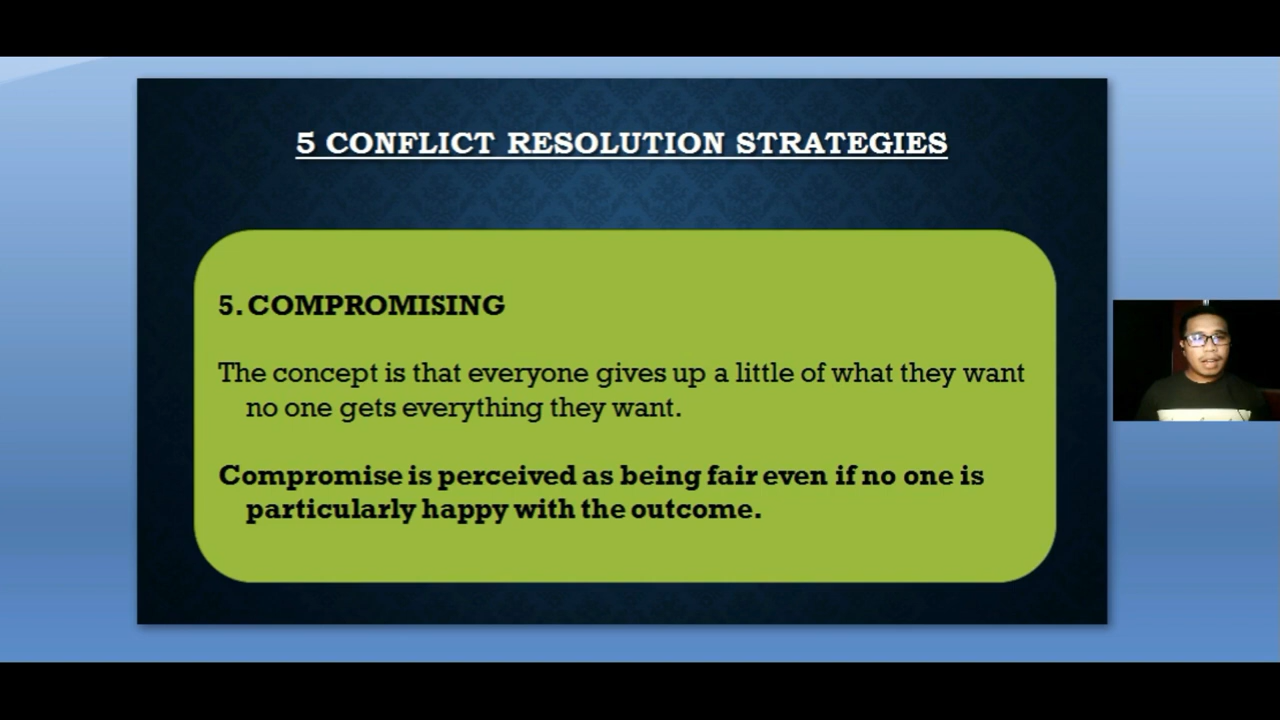 5 CONFLICT RESOLUTION STRATEGIES
5. COMPROMISING
The concept is that everyone gives up a little of what they want
no one gets everything they want.
Compromise is perceived as being fair even if no one is
particularly happy with the outcome.